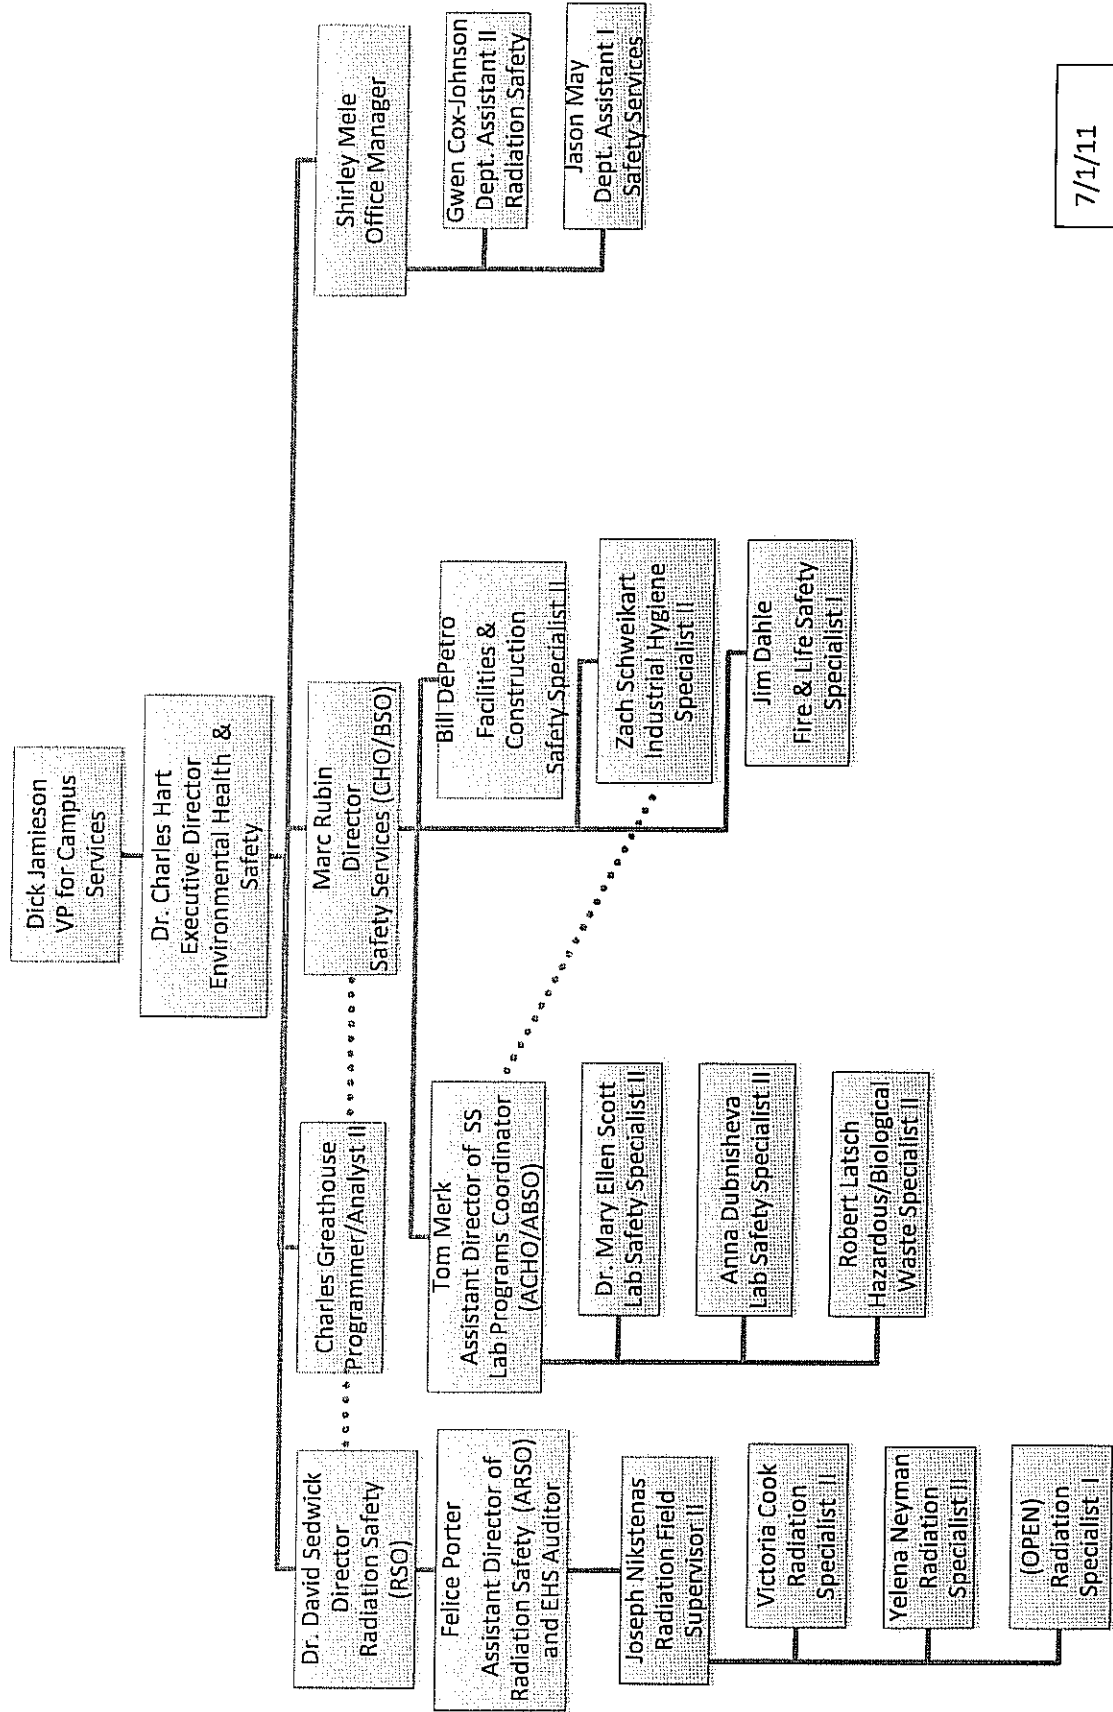 Dick Jamieson
VP for Campus
Services
Dr. Charles Hart
Executive Director
Environmental Health &
Safety
Dr. David Sedwick
Director
Radiation Safety
(RSO)
Charles Greathouse
Programmer/Analyst II
Marc Rubin
Director
Safety Services (CHO/BSO)
Shirley Mele
Office Manager
Felice Porter
Assistant Director of
Radiation Safety (ARSO)
and EHS Auditor
Tom Merk
Assistant Director of SS
Lab Programs Coordinator
(ACHO/ABSO)
Bill DePetro
Facilities &
Construction
Safety Specialist II
Gwen Cox-Johnson
Dept. Assistant II
Radiation Safety
Jason May
Dept. Assistant I
Safety Services
Joseph Nikstenas
Radiation Field
Supervisor II
Dr. Mary Ellen Scott
Lab Safety Specialist II
Zach Schweikart
Industrial Hygiene
Specialist II
Victoria Cook
Radiation
Specialist II
Anna Dubnisheva
Lab Safety Specialist II
Jim Dahle
Fire & Life Safety
Specialist I
Yelena Neyman
Radiation
Specialist II
Robert Latsch
Hazardous/Biological
Waste Specialist II
(OPEN)
Radiation
Specialist I
7/1/11